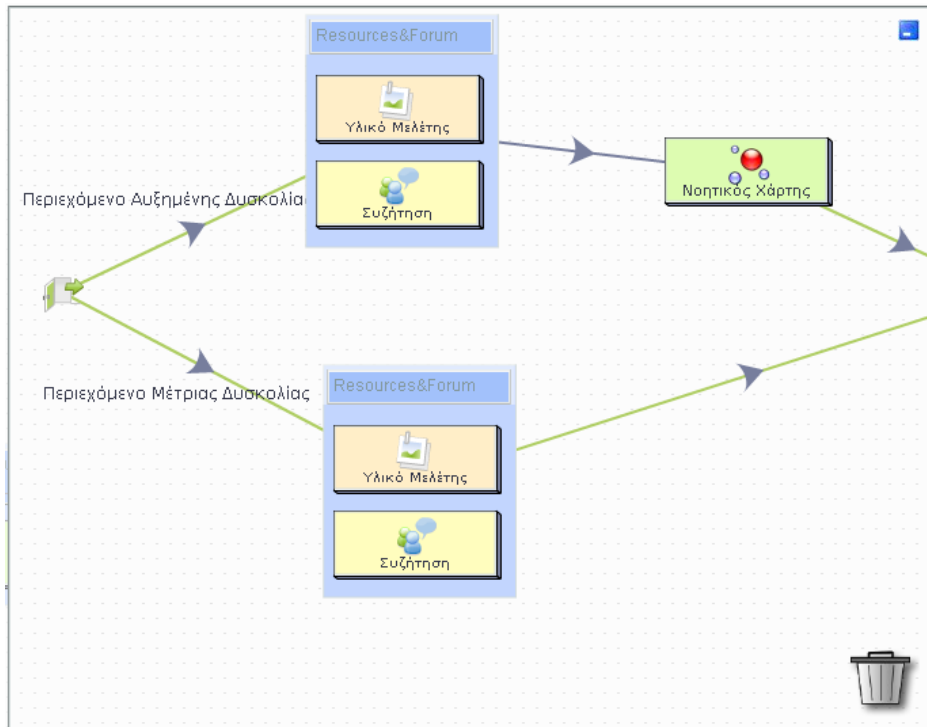 Resources&Forum
Υλικό Μελέτης
Συζήτηση
Νοητικός Χάρτης
Περιεχόμενο Αυξημένης Δυσκολίας
Περιεχόμενο Μέτριας Δυσκολίας
Resources&Forum
Υλικό Μελέτης
Συζήτηση